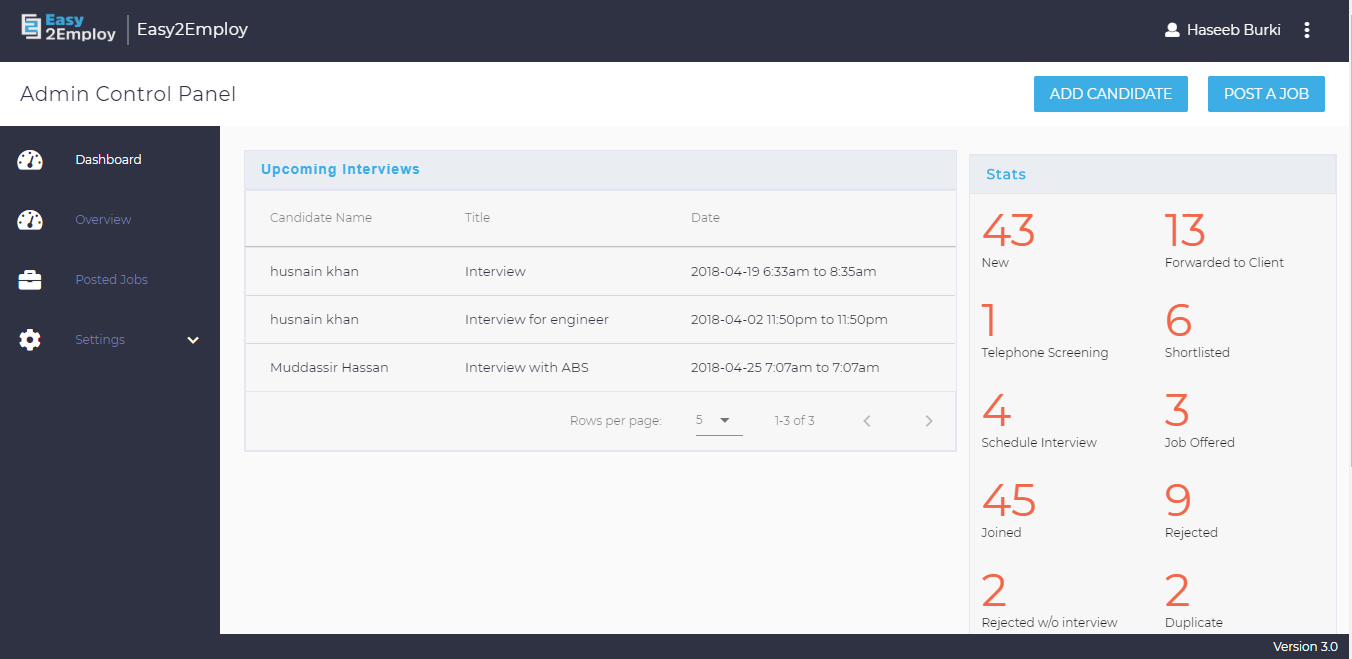 Easy
2Employ
Easy2Employ
Haseeb Burki
Admin Control Panel
ADD CANDIDATE
POST A JOB
Dashboard
Overview
Posted Jobs
Settings
Upcoming Interviews
Candidate Name Title Date
husnain khan Interview 2018-04-19 6:33am to 8:35am
husnain khan Interview for engineer 2018-04-02 11:50pm to 11:50pm
Muddassir Hassan Interview with ABS 2018-04-25 7:07am to 7:07am
Rows per page: 5 1-3 of 3
Stats
43 13
New Forwarded to Client
1 6
Telephone Screening Shortlisted
4 3
Schedule Interview Job Offered
45 9
Joined Rejected
2 2
Rejected w/o interview Duplicate
Version 3.0